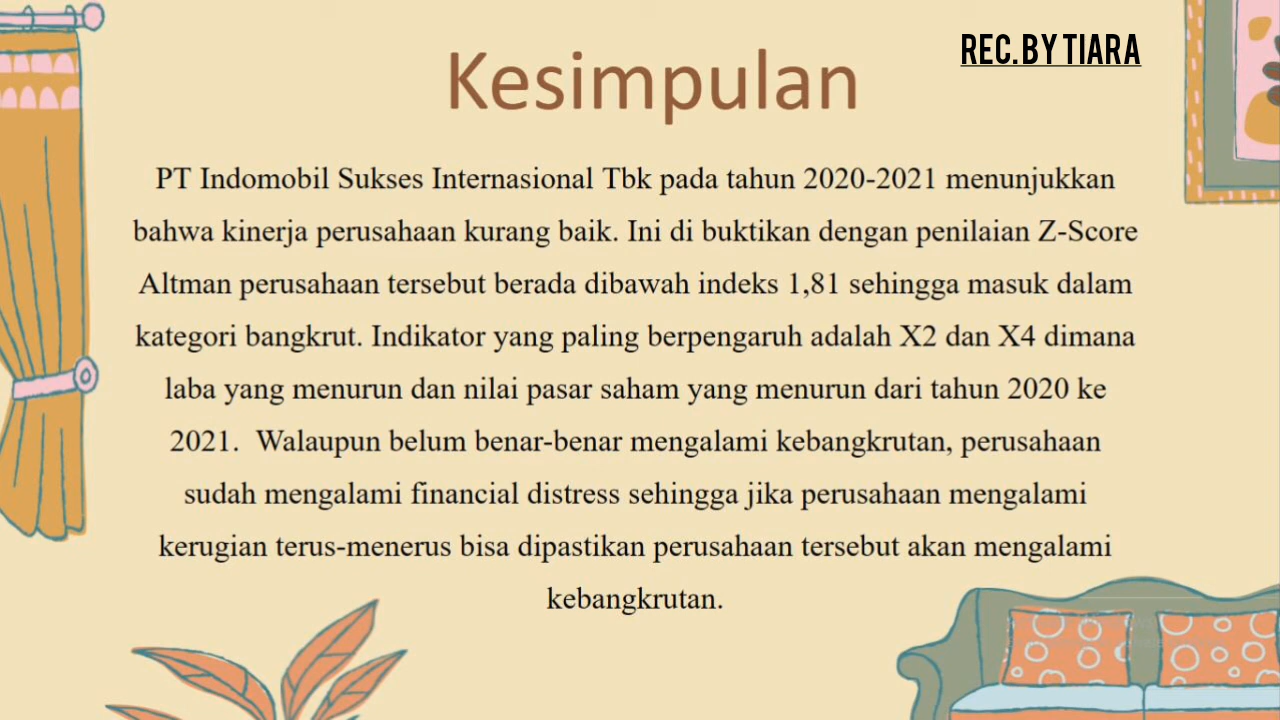 REC. BY TIARA
Kesimpulan
PT Indomobil Sukses Internasional Tbk pada tahun 2020-2021 menunjukkan
bahwa kinerja perusahaan kurang baik. Ini di buktikan dengan penilaian Z-Score
Altman perusahaan tersebut berada dibawah indeks 1,81 sehingga masuk dalam
kategori bangkrut. Indikator yang paling berpengaruh adalah X2 dan X4 dimana
laba yang menurun dan nilai pasar saham yang menurun dari tahun 2020 ke
2021.  Walaupun belum benar-benar mengalami kebangkrutan, perusahaan
sudah mengalami financial distress sehingga jika perusahaan mengalami
kerugian terus-menerus bisa dipastikan perusahaan tersebut akan mengalami
kebangkrutan.